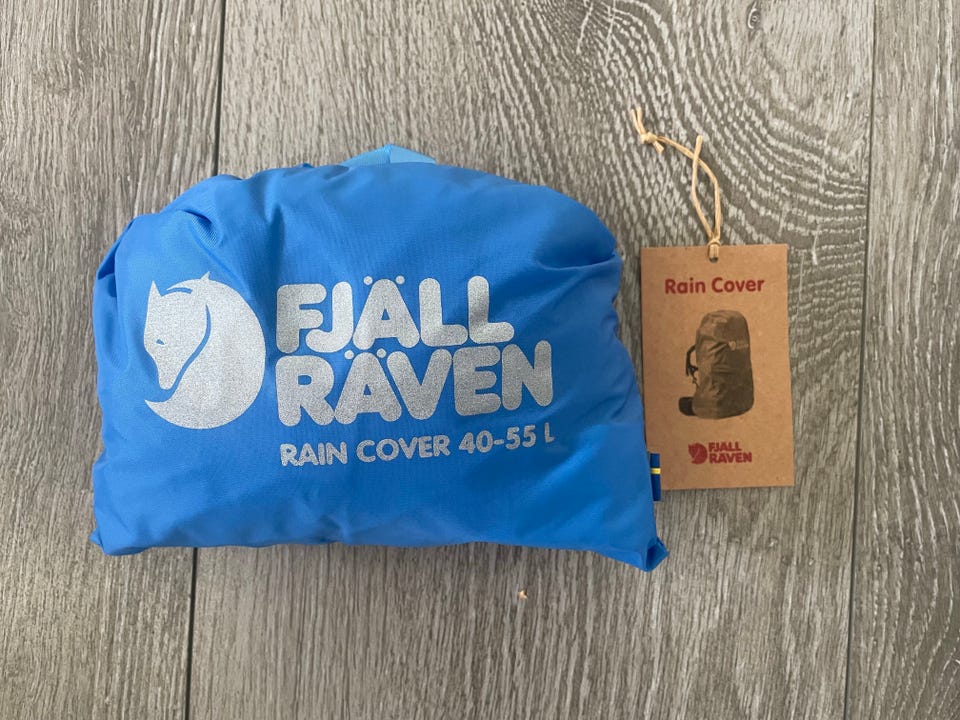 FJÄLL
RÄVEN
RAIN COVER 40-55 L
Rain Cover
FJÄLL
RÄVEN